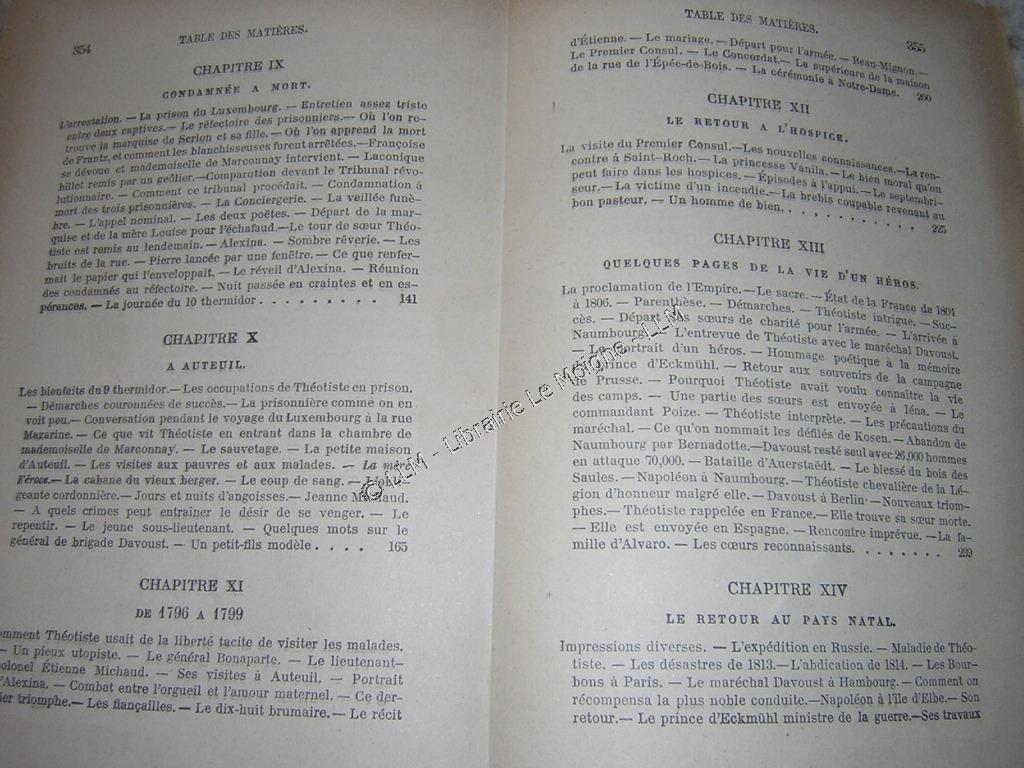 354
TABLE DES MATIÈRES.
CHAPITRE IX
CONDAMNÉE A MORT.
L'arrestation. — La prison du Luxembourg. — Entretien assez triste
entre deux captives. — Le réfectoire des prisonniers. — Où l'on re-
trouve la marquise de Serlon et sa fille. — Où l'on apprend la mort
de Frantz, et comment les blanchisseuses furent arrêtées. — Françoise
se dévoue et mademoiselle de Marconnay intervient. — Laconique
billet remis par un geôlier. — Comparution devant le Tribunal révo-
lutionnaire. — Comment ce tribunal procédait. — Condamnation à
mort des trois prisonnières. — La Conciergerie. — La veillée funè-
bre. — L'appel nominal. — Les deux poëtes. — Départ de la mar-
quise et de la mère Louise pour l'échafaud. — Le tour de sœur Théo-
tiste est remis au lendemain. — Alexina. — Sombre rêverie. — Les
bruits de la rue. — Pierre lancée par une fenêtre. — Ce que renfer-
mait le papier qui l'enveloppait. — Le réveil d'Alexina. — Réunion
des condamnés au réfectoire. — Nuit passée en craintes et en es-
pérances. — La journée du 10 thermidor . . . . . . . . . 141
CHAPITRE X
A AUTEUIL.
Les bienfaits du 9 thermidor. — Les occupations de Théotiste en prison.
— Démarches couronnées de succès. — La prisonnière comme on en
voit peu. — Conversation pendant le voyage du Luxembourg à la rue
Mazarine. — Ce que vit Théotiste en entrant dans la chambre de
mademoiselle de Marconnay. — Le sauvetage. — La petite maison
d'Auteuil. — Les visites aux pauvres et aux malades. — La mère
Féroce. — La cabane du vieux berger. — Le coup de sang.
geante cordonnière. — Jours et nuits d'angoisses. — Jeanne Michaud.
— A quels crimes peut entraîner le désir de se venger. — Le
repentir. — Le jeune sous-lieutenant. — Quelques mots sur le
général de brigade Davoust. — Un petit-fils modèle . . . . 165
CHAPITRE XI
DE 1796 A 1799
omment Théotiste usait de la liberté tacite de visiter les malades.
— Un pieux utopiste. — Le général Bonaparte. — Le lieutenant-
olonel Étienne Michaud. — Ses visites à Auteuil. — Portrait
'Alexina. — Combat entre l'orgueil et l'amour maternel. — Ce der-
ier triomphe. — Les fiançailles. — Le dix-huit brumaire. — Le récit
TABLE DES MATIÈRES.
355
d'Étienne. — Le mariage. — Départ pour l'armée. — Beau-Mignon. —
Le Premier Consul. — Le Concordat. — La supérieure de la maison
de la rue de l'Épée-de-Bois. — La cérémonie à Notre-Dame. 200
CHAPITRE XII
LE RETOUR A L'HOSPICE.
La visite du Premier Consul. — Les nouvelles connaissances. — La ren-
contre à Saint-Roch. — La princesse Vanila. — Le bien moral qu'on
peut faire dans les hospices. — Épisodes à l'appui. — Le septembri-
seur. — La victime d'un incendie. — La brebis coupable revenant au
bon pasteur. — Un homme de bien. . . . . . . . . . . . . 225
CHAPITRE XIII
QUELQUES PAGES DE LA VIE D'UN HÉROS.
La proclamation de l'Empire. — Le sacre. — État de la France de 1804
à 1806. — Parenthèse. — Démarches. — Théotiste intrigue. — Suc-
cès. — Départ des sœurs de charité pour l'armée. — L'arrivée à
Naumbourg. — L'entrevue de Théotiste avec le maréchal Davoust.
— Le portrait d'un héros. — Hommage poétique à la mémoire
prince d'Eckmühl. — Retour aux souvenirs de la campagne
de Prusse. — Pourquoi Théotiste avait voulu connaître la vie
des camps. — Une partie des sœurs est envoyée à Iéna. — Le
commandant Poize. — Théotiste interprète. — Les précautions du
maréchal. — Ce qu'on nommait les défilés de Kosen. — Abandon de
Naumbourg par Bernadotte. — Davoust resté seul avec 26,000 hommes
en attaque 70,000. — Bataille d'Auerstaëdt. — Le blessé du bois des
Saules. — Napoléon à Naumbourg. — Théotiste chevalière de la Lé-
gion d'honneur malgré elle. — Davoust à Berlin. — Nouveaux triom-
phes. — Théotiste rappelée en France. — Elle trouve sa sœur morte.
— Elle est envoyée en Espagne. — Rencontre imprévue. — La fa-
mille d'Alvaro. — Les cœurs reconnaissants. . . . . . . . 299
CHAPITRE XIV
LE RETOUR AU PAYS NATAL.
Impressions diverses. — L'expédition en Russie. — Maladie de Théo-
tiste. — Les désastres de 1813. — L'abdication de 1814. — Les Bour-
bons à Paris. — Le maréchal Davoust à Hambourg. — Comment on
récompensa la plus noble conduite. — Napoléon à l'île d'Elbe. — Son
retour. — Le prince d'Eckmühl ministre de la guerre. — Ses travaux
© LLM - Librairie Le Moigne - LLM